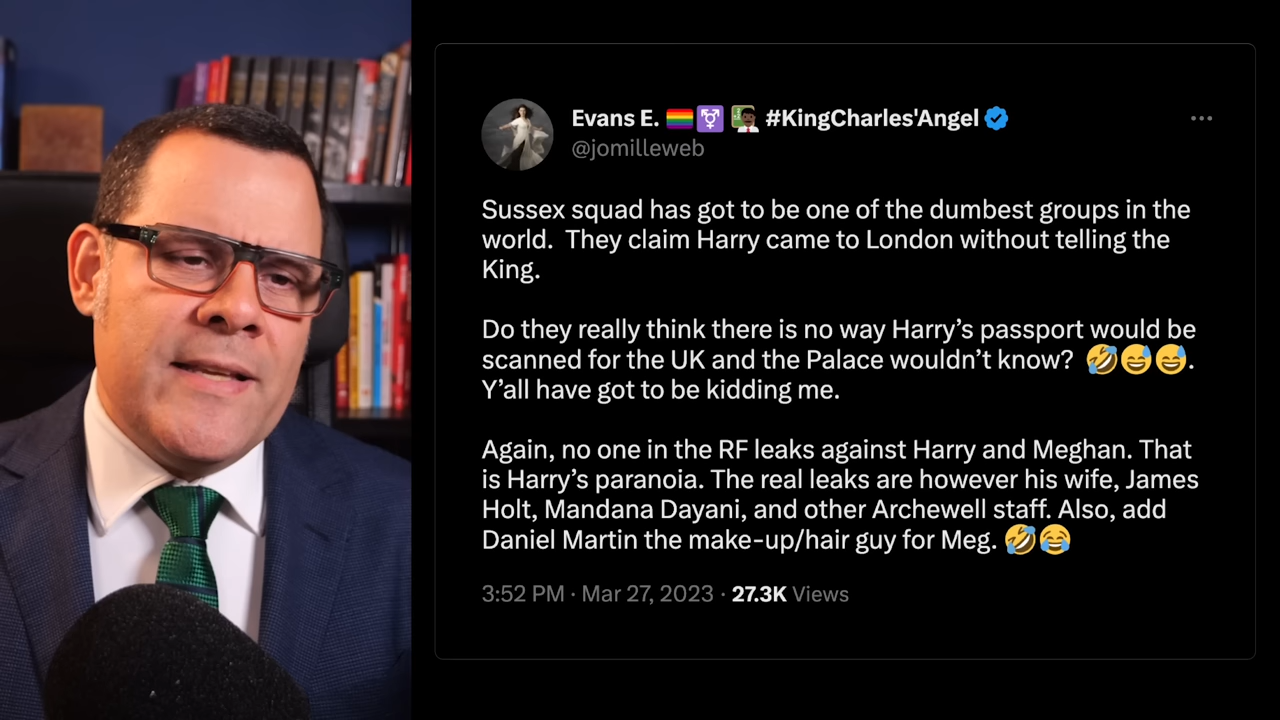 Evans E. 🏳️‍🌈⚧️👨🏿‍🏫 #KingCharles'Angel
@jomilleweb
Sussex squad has got to be one of the dumbest groups in the
world.  They claim Harry came to London without telling the
King.
Do they really think there is no way Harry’s passport would be
scanned for the UK and the Palace wouldn’t know? 🤣😅😅.
Y’all have got to be kidding me.
Again, no one in the RF leaks against Harry and Meghan. That
is Harry’s paranoia. The real leaks are however his wife, James
Holt, Mandana Dayani, and other Archewell staff. Also, add
Daniel Martin the make-up/hair guy for Meg. 🤣😂
3:52 PM · Mar 27, 2023 · 27.3K Views